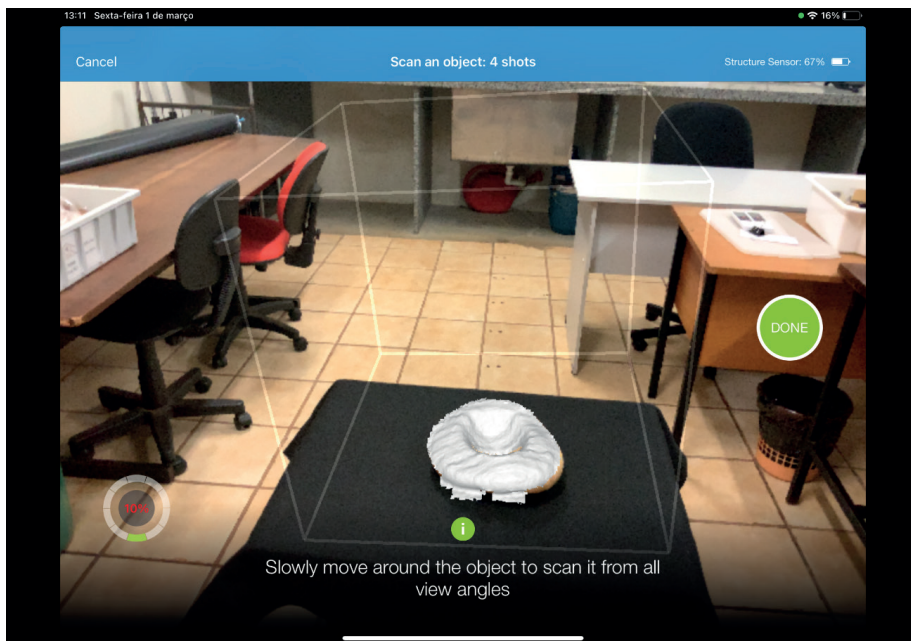 13:11 Sexta-feira 1 de março
16%
Cancel
Scan an object: 4 shots
Structure Sensor: 67%
DONE
10%
i
Slowly move around the object to scan it from all
view angles